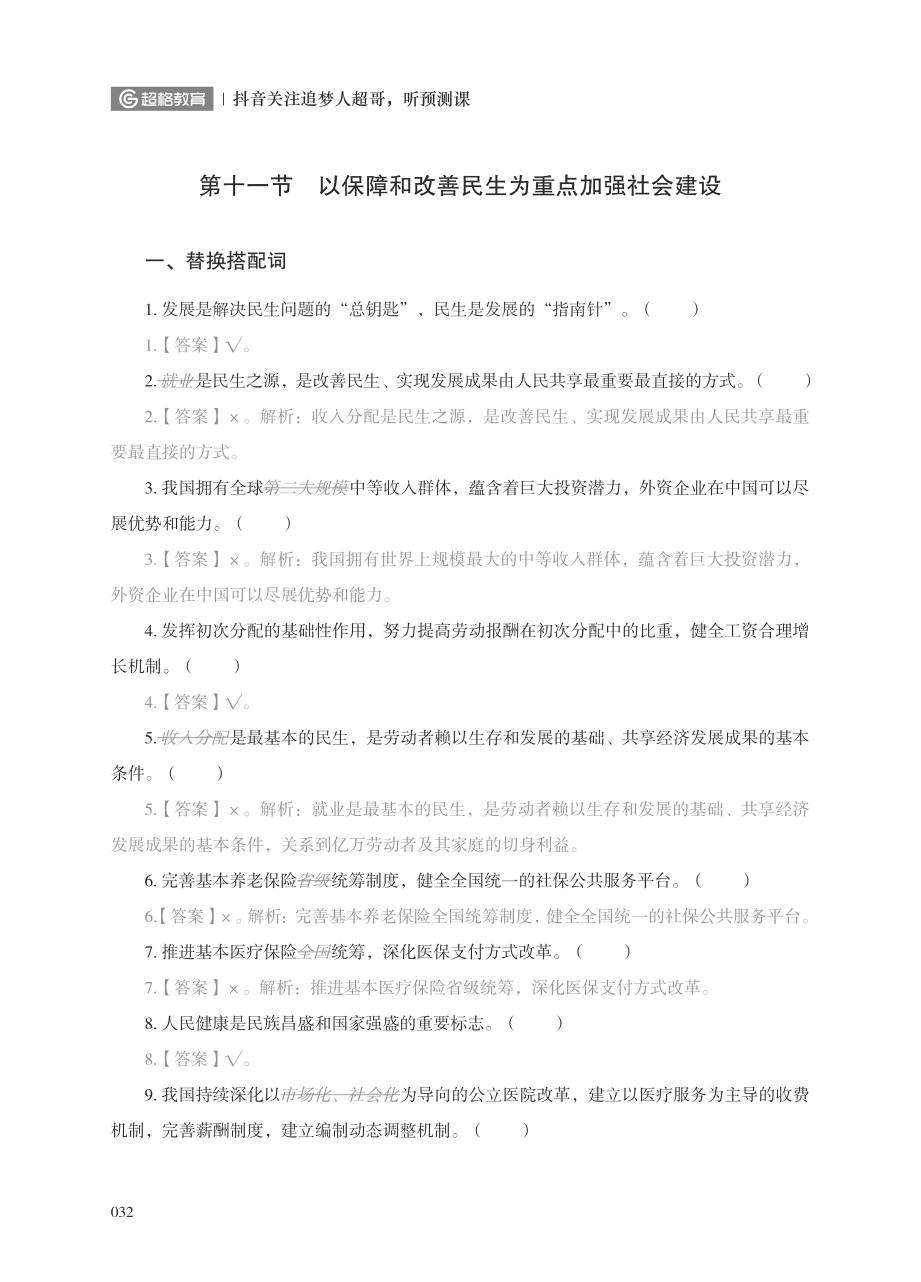 超格教育 | 抖音关注追梦人超哥，听预测课
第十一节 以保障和改善民生为重点加强社会建设
一、替换搭配词
1. 发展是解决民生问题的“总钥匙”，民生是发展的“指南针”。（ ）
1.【答案】√。
2. 就业是民生之源，是改善民生、实现发展成果由人民共享最重要最直接的方式。（ ）
2.【答案】×。解析：收入分配是民生之源，是改善民生、实现发展成果由人民共享最重
要最直接的方式。
3. 我国拥有全球第二大规模中等收入群体，蕴含着巨大投资潜力，外资企业在中国可以尽
展优势和能力。（ ）
3.【答案】×。解析：我国拥有世界上规模最大的中等收入群体，蕴含着巨大投资潜力，
外资企业在中国可以尽展优势和能力。
4. 发挥初次分配的基础性作用，努力提高劳动报酬在初次分配中的比重，健全工资合理增
长机制。（ ）
4.【答案】√。
5. 收入分配是最基本的民生，是劳动者赖以生存和发展的基础、共享经济发展成果的基本
条件。（ ）
5.【答案】×。解析：就业是最基本的民生，是劳动者赖以生存和发展的基础、共享经济
发展成果的基本条件，关系到亿万劳动者及其家庭的切身利益。
6. 完善基本养老保险省级统筹制度，健全全国统一的社保公共服务平台。（ ）
6.【答案】×。解析：完善基本养老保险全国统筹制度，健全全国统一的社保公共服务平台。
7. 推进基本医疗保险全国统筹，深化医保支付方式改革。（ ）
7.【答案】×。解析：推进基本医疗保险省级统筹，深化医保支付方式改革。
8. 人民健康是民族昌盛和国家强盛的重要标志。（ ）
8.【答案】√。
9. 我国持续深化以市场化、社会化为导向的公立医院改革，建立以医疗服务为主导的收费
机制，完善薪酬制度，建立编制动态调整机制。（ ）
032